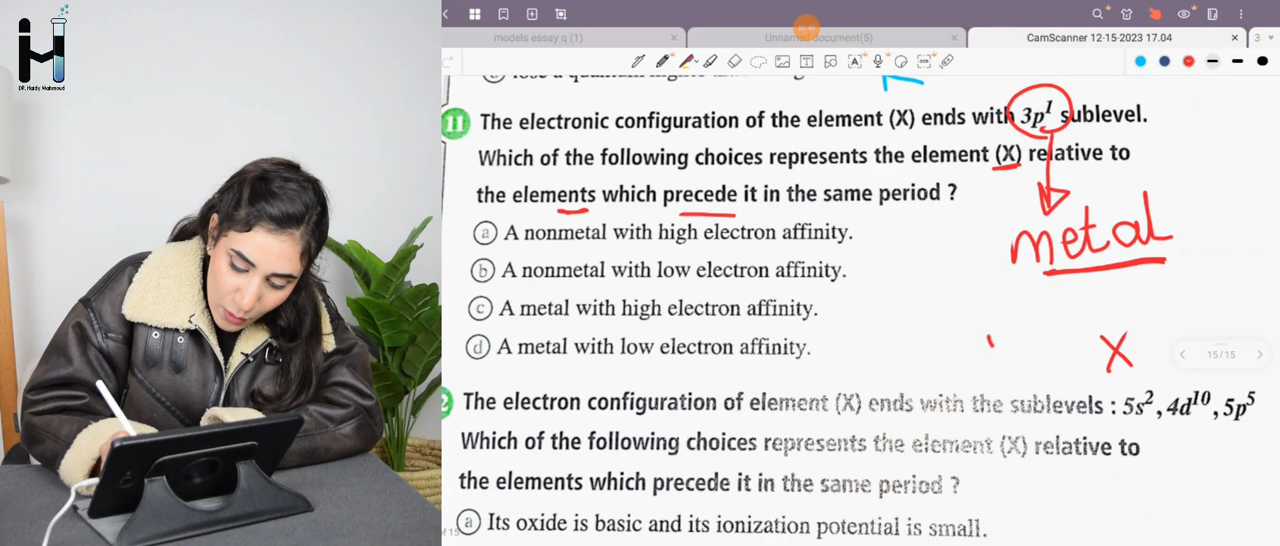 DR. Haidy Mahmoud
models essay q (1)
Unnamed document(5)
CamScanner 12-15-2023 17.04
3
11 The electronic configuration of the element (X) ends with 3p¹ sublevel.
Which of the following choices represents the element (X) relative to
the elements which precede it in the same period ?
metal
a A nonmetal with high electron affinity.
b A nonmetal with low electron affinity.
c A metal with high electron affinity.
d A metal with low electron affinity.
X
15/15
2 The electron configuration of element (X) ends with the sublevels : 5s², 4d¹⁰, 5p⁵
Which of the following choices represents the element (X) relative to
the elements which precede it in the same period ?
a Its oxide is basic and its ionization potential is small.
of 15